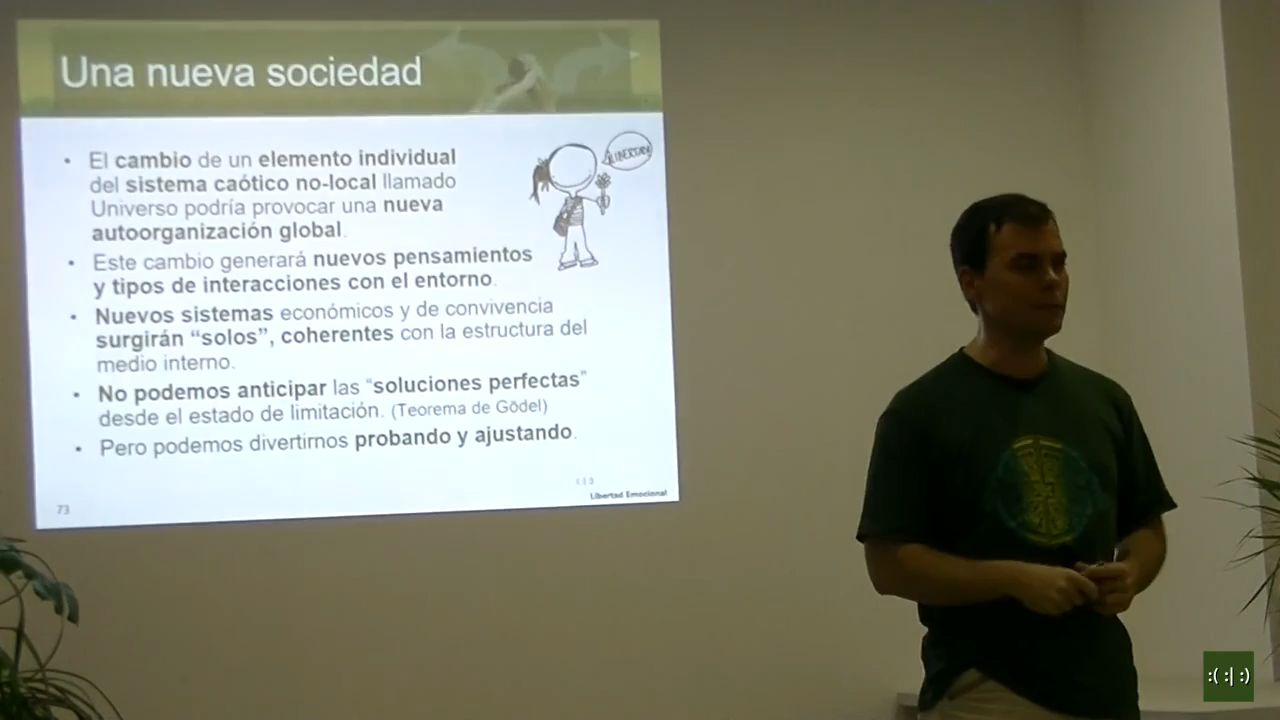 Una nueva sociedad
• El cambio de un elemento individual
del sistema caótico no-local llamado
Universo podría provocar una nueva
autoorganización global.
¡LIBERTAD!
• Este cambio generará nuevos pensamientos
y tipos de interacciones con el entorno.
• Nuevos sistemas económicos y de convivencia
surgirán “solos”, coherentes con la estructura del
medio interno.
• No podemos anticipar las “soluciones perfectas”
desde el estado de limitación. (Teorema de Gödel)
• Pero podemos divertirnos probando y ajustando.
73
Libertad Emocional
:( :| :)